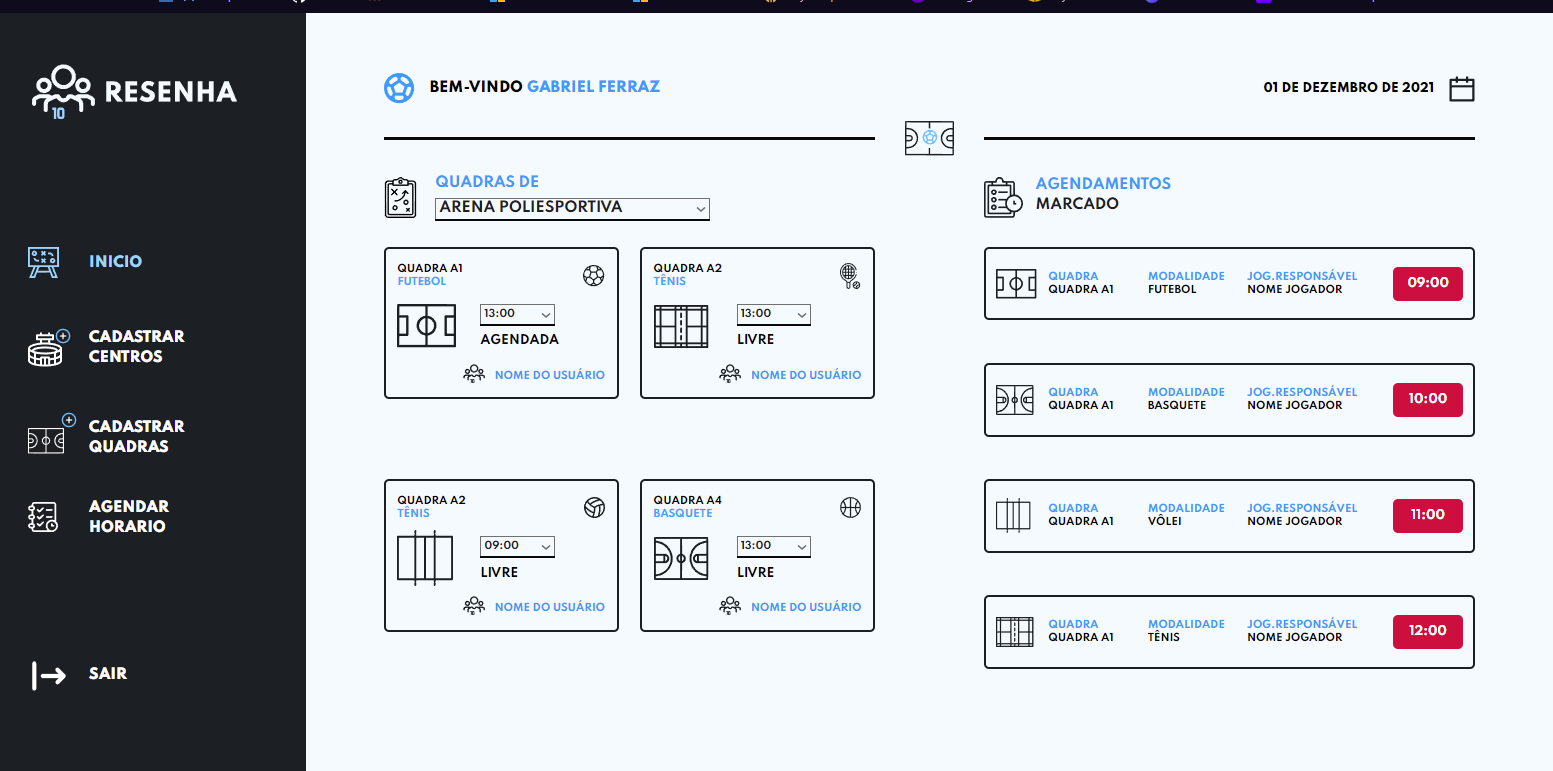 RESENHA
10
INICIO
CADASTRAR
CENTROS
CADASTRAR
QUADRAS
AGENDAR
HORARIO
SAIR
BEM-VINDO GABRIEL FERRAZ
01 DE DEZEMBRO DE 2021
QUADRAS DE
ARENA POLIESPORTIVA
QUADRA A1
FUTEBOL
13:00
AGENDADA
NOME DO USUÁRIO
QUADRA A2
TÊNIS
13:00
LIVRE
NOME DO USUÁRIO
QUADRA A2
TÊNIS
09:00
LIVRE
NOME DO USUÁRIO
QUADRA A4
BASQUETE
13:00
LIVRE
NOME DO USUÁRIO
AGENDAMENTOS
MARCADO
QUADRA MODALIDADE JOG.RESPONSÁVEL
QUADRA A1 FUTEBOL NOME JOGADOR
09:00
QUADRA MODALIDADE JOG.RESPONSÁVEL
QUADRA A1 BASQUETE NOME JOGADOR
10:00
QUADRA MODALIDADE JOG.RESPONSÁVEL
QUADRA A1 VÔLEI NOME JOGADOR
11:00
QUADRA MODALIDADE JOG.RESPONSÁVEL
QUADRA A1 TÊNIS NOME JOGADOR
12:00